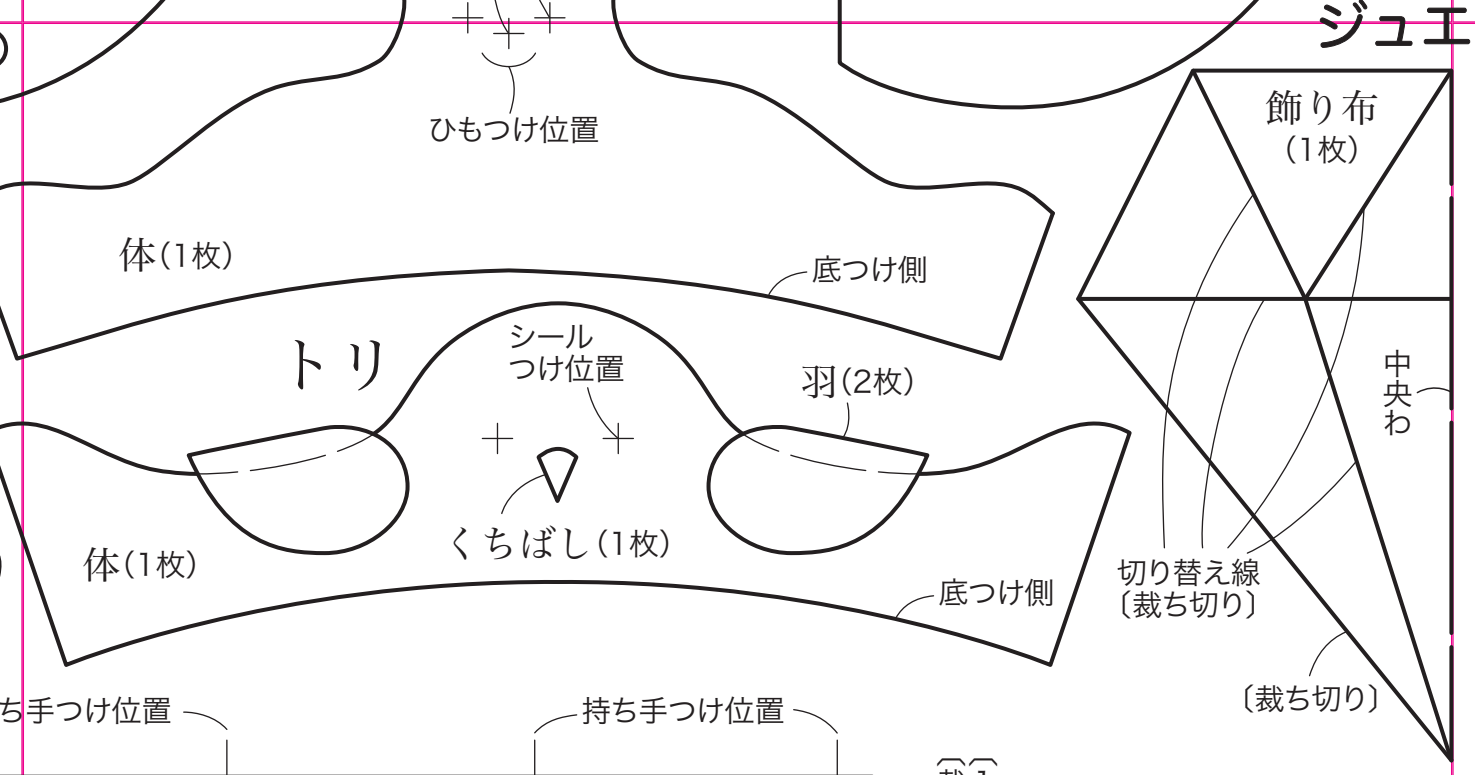 ジュエ
飾り布
(1枚)
ひもつけ位置
体(1枚)
底つけ側
トリ
シール
つけ位置
羽(2枚)
中央わ
くちばし(1枚)
体(1枚)
底つけ側
切り替え線
〔裁ち切り〕
〔裁ち切り〕
ち手つけ位置
持ち手つけ位置